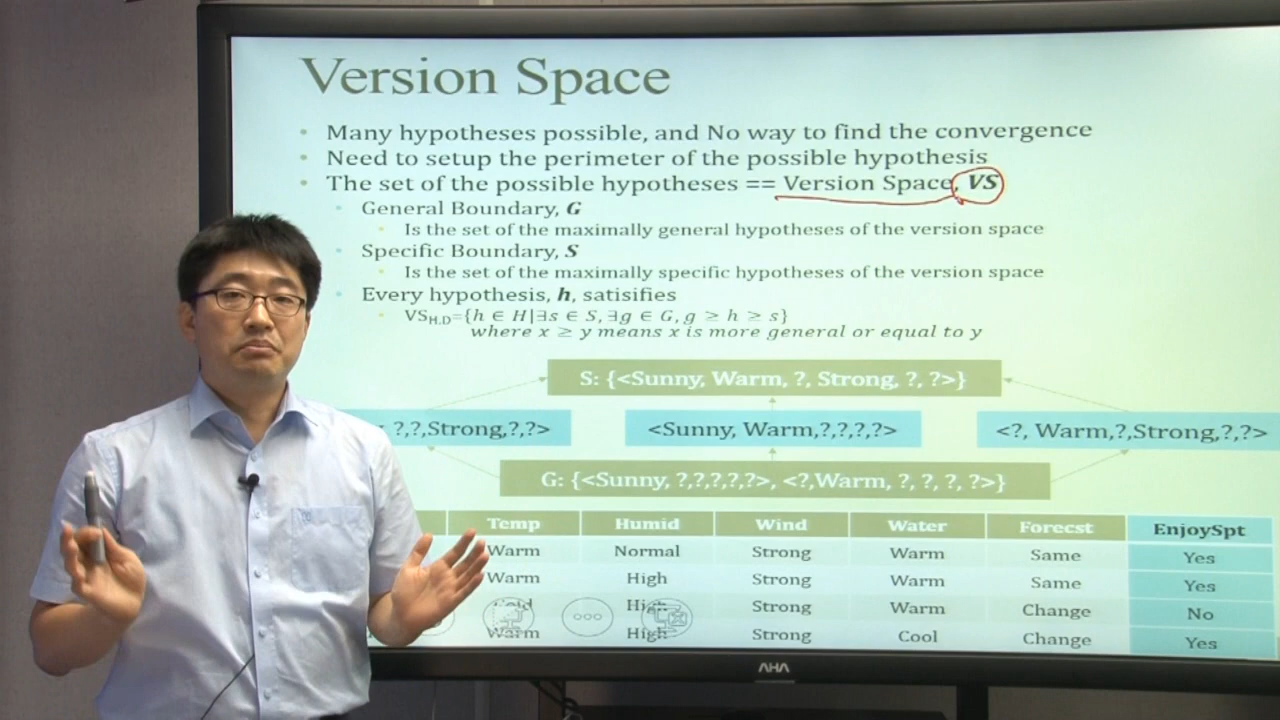 Version Space
Many hypotheses possible, and No way to find the convergence
Need to setup the perimeter of the possible hypothesis
The set of the possible hypotheses == Version Space, VS
General Boundary, G
Is the set of the maximally general hypotheses of the version space
Specific Boundary, S
Is the set of the maximally specific hypotheses of the version space
Every hypothesis, h, satisifies
VS_{H,D}={h ∈ H|∃s ∈ S, ∃g ∈ G, g ≥ h ≥ s}
where x ≥ y means x is more general or equal to y
S: {<Sunny, Warm, ?, Strong, ?, ?>}
?,?,Strong,?,?> <Sunny, Warm,?,?,?,?> <?, Warm,?,Strong,?,?>
G: {<Sunny, ?,?,?,?,?>, <?,Warm, ?, ?, ?, ?>}
Temp Humid Wind Water Forecst EnjoySpt
Warm Normal Strong Warm Same Yes
Warm High Strong Warm Same Yes
High Strong Warm Change No
Warm High Strong Cool Change Yes
AHA